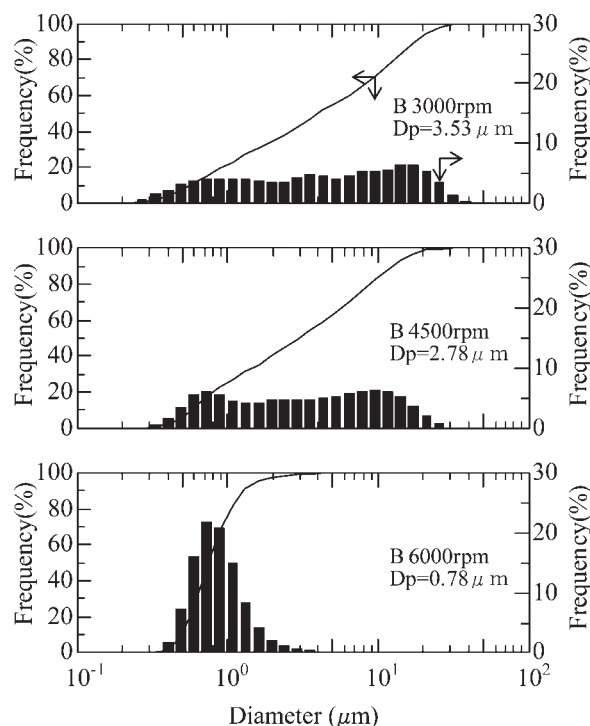 Frequency(%)
100
80
60
40
20
0
30
20
10
0
Frequency(%)
B 3000rpm
Dp=3.53 μ m
Frequency(%)
100
80
60
40
20
0
30
20
10
0
Frequency(%)
B 4500rpm
Dp=2.78 μ m
Frequency(%)
100
80
60
40
20
0
30
20
10
0
Frequency(%)
B 6000rpm
Dp=0.78 μ m
10⁻¹ 10⁰ 10¹ 10²
Diameter (μm)